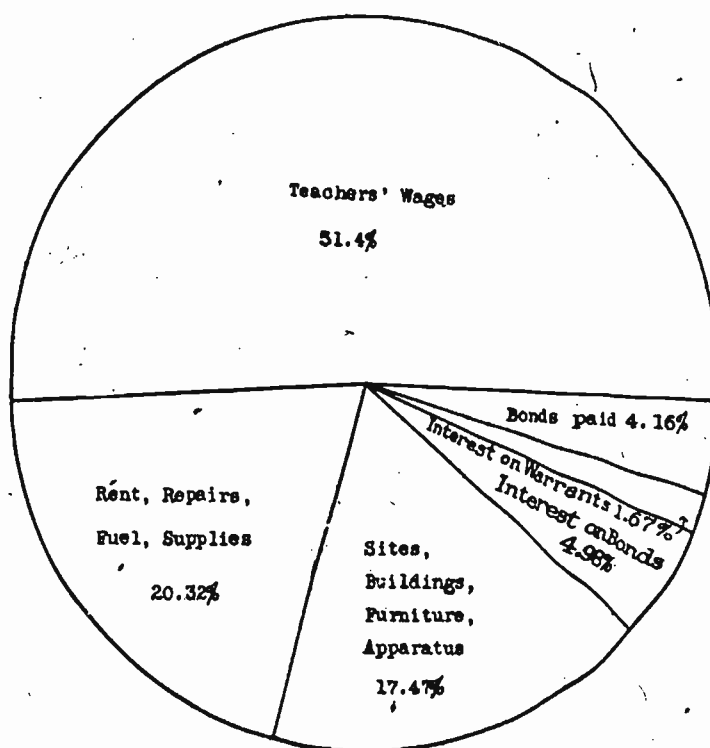 Teachers' Wages
51.4%
Bonds paid 4.16%
Interest on Warrants 1.67%
Interest on Bonds
4.98%
Rent, Repairs,
Fuel, Supplies
20.32%
Sites,
Buildings,
Furniture,
Apparatus
17.47%